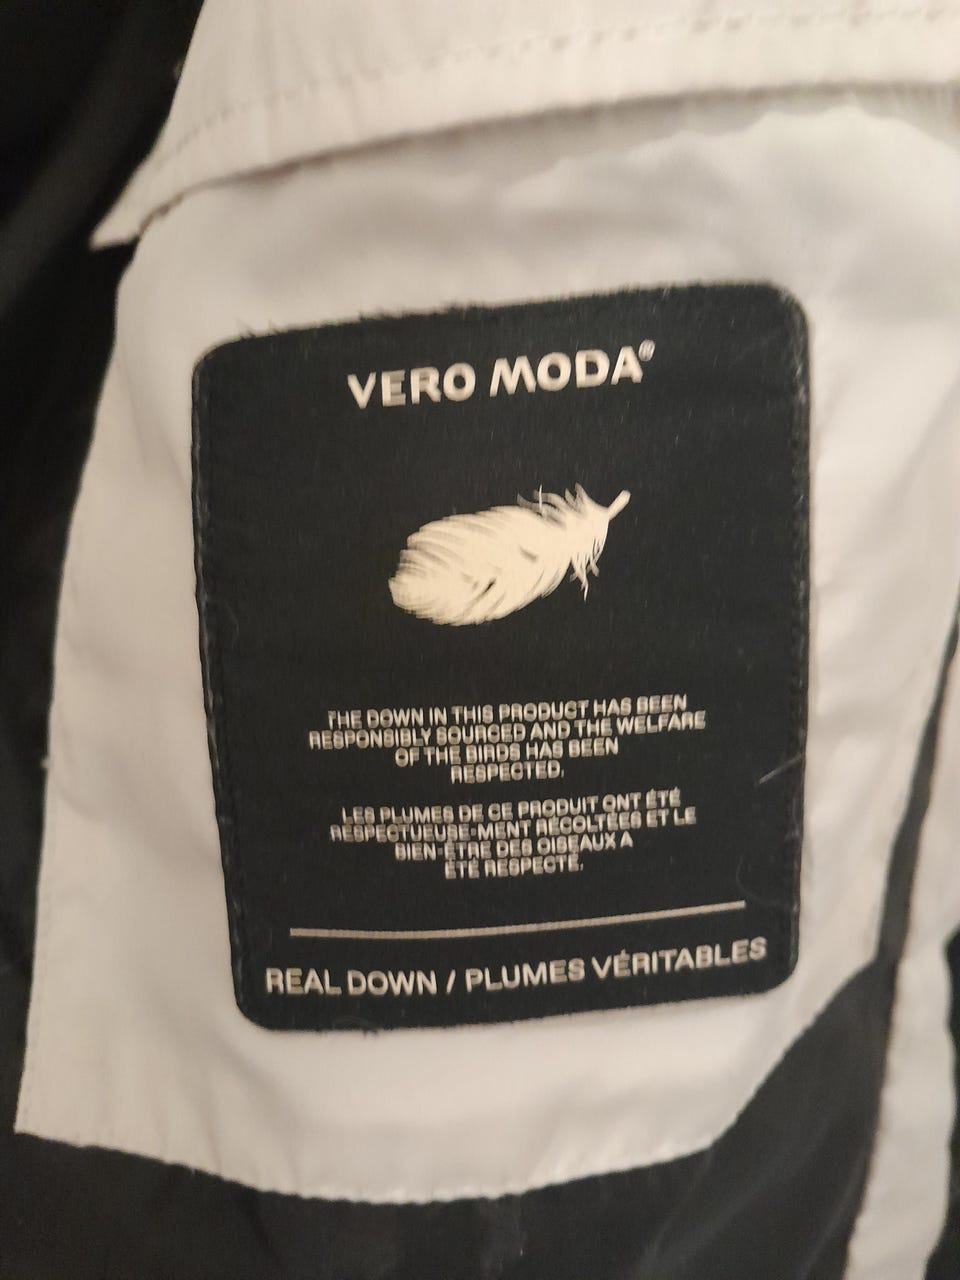 VERO MODA®
THE DOWN IN THIS PRODUCT HAS BEEN
RESPONSIBLY SOURCED AND THE WELFARE
OF THE BIRDS HAS BEEN
RESPECTED.
LES PLUMES DE CE PRODUIT ONT ÉTÉ
RESPECTUEUSE-MENT RÉCOLTÉES ET LE
BIEN-ÊTRE DES OISEAUX A
ÉTÉ RESPECTÉ.
REAL DOWN / PLUMES VÉRITABLES